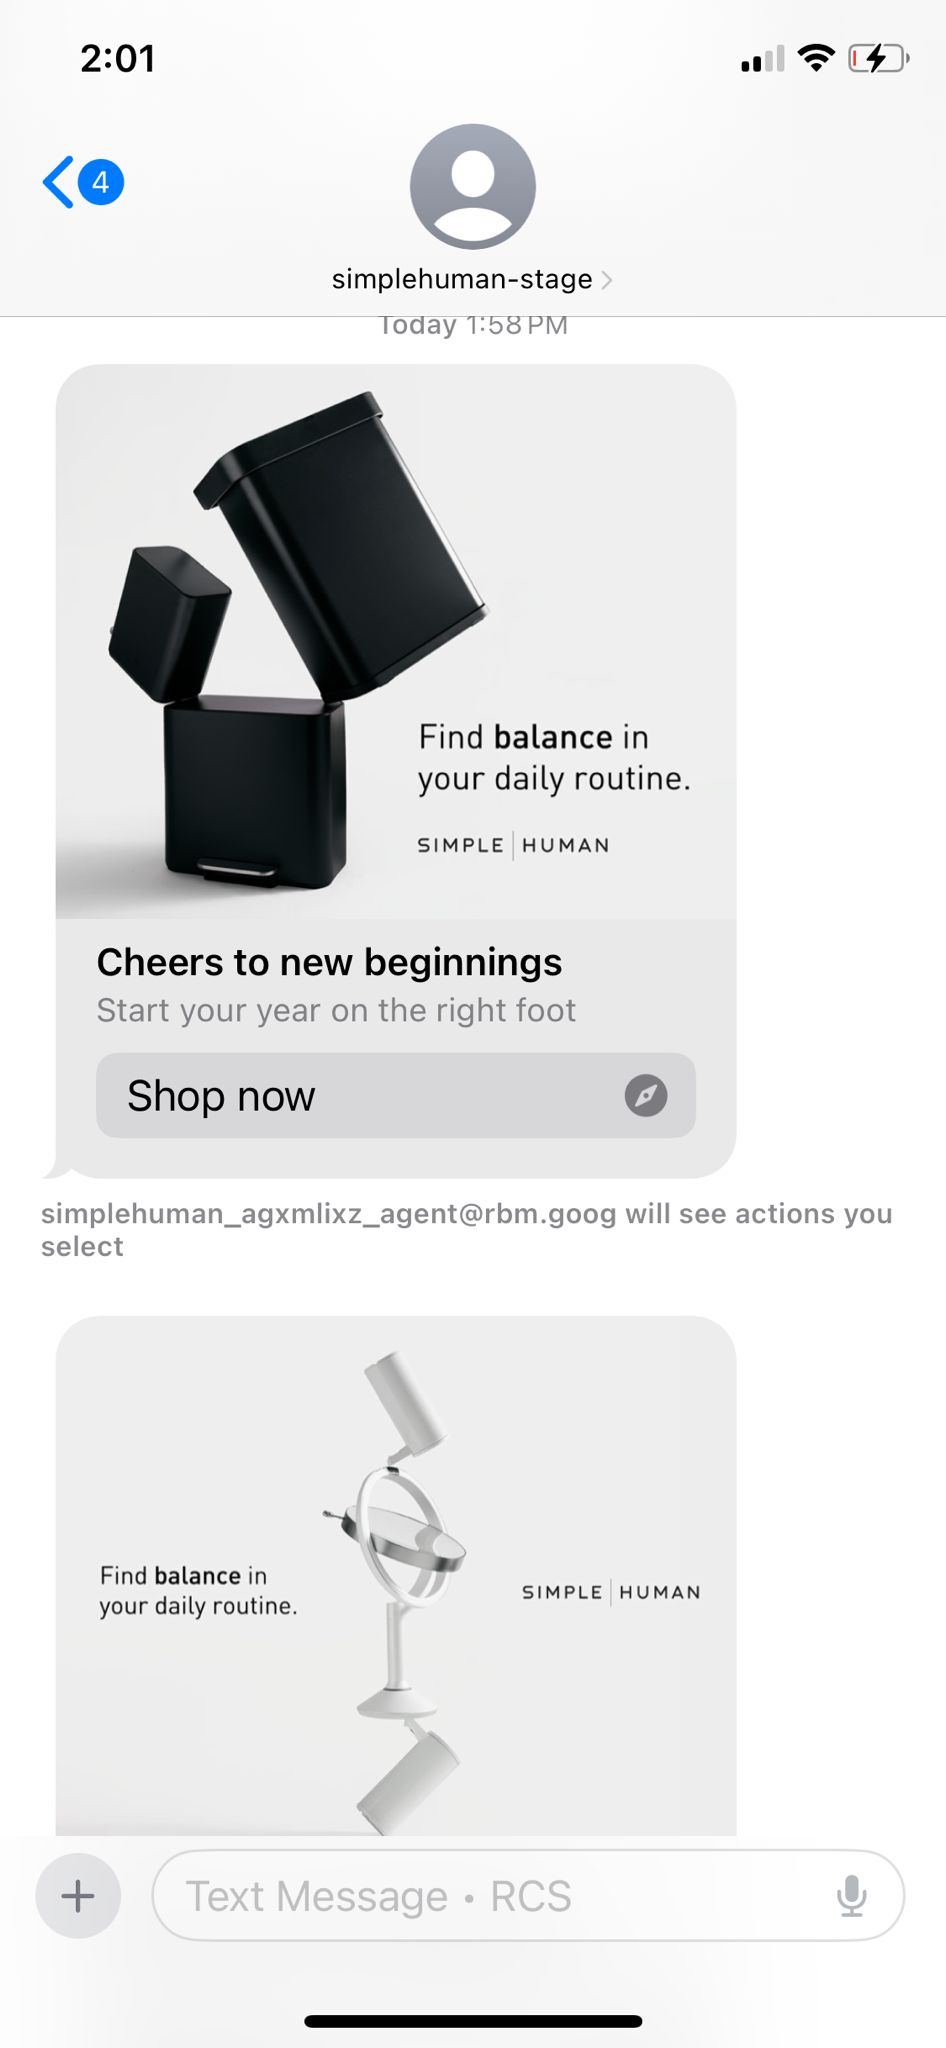 2:01
4
simplehuman-stage
Today 1:58 PM
Find balance in
your daily routine.
SIMPLE | HUMAN
Cheers to new beginnings
Start your year on the right foot
Shop now
simplehuman_agxmlixz_agent@rbm.goog will see actions you
select
Find balance in
your daily routine.
SIMPLE | HUMAN
Text Message • RCS